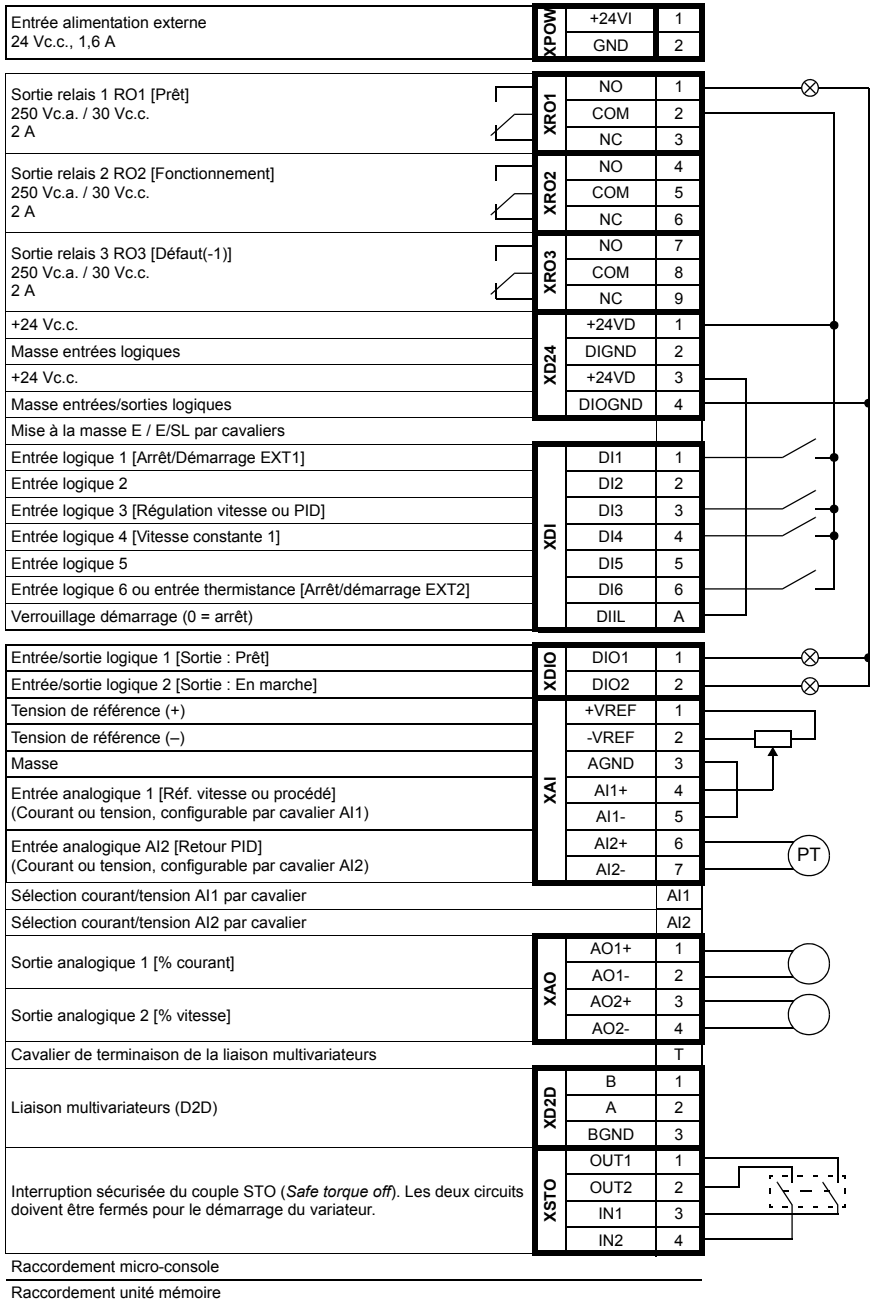 Entrée alimentation externe
24 Vc.c., 1,6 A
XPOW
+24VI 1
GND 2
Sortie relais 1 RO1 [Prêt]
250 Vc.a. / 30 Vc.c.
2 A
XRO1
NO 1
COM 2
NC 3
Sortie relais 2 RO2 [Fonctionnement]
250 Vc.a. / 30 Vc.c.
2 A
XRO2
NO 4
COM 5
NC 6
Sortie relais 3 RO3 [Défaut(-1)]
250 Vc.a. / 30 Vc.c.
2 A
XRO3
NO 7
COM 8
NC 9
XD24
+24 Vc.c. +24VD 1
Masse entrées logiques DIGND 2
+24 Vc.c. +24VD 3
Masse entrées/sorties logiques DIOGND 4
Mise à la masse E / E/SL par cavaliers
XDI
Entrée logique 1 [Arrêt/Démarrage EXT1] DI1 1
Entrée logique 2 DI2 2
Entrée logique 3 [Régulation vitesse ou PID] DI3 3
Entrée logique 4 [Vitesse constante 1] DI4 4
Entrée logique 5 DI5 5
Entrée logique 6 ou entrée thermistance [Arrêt/démarrage EXT2] DI6 6
Verrouillage démarrage (0 = arrêt) DIIL A
XDIO
Entrée/sortie logique 1 [Sortie : Prêt] DIO1 1
Entrée/sortie logique 2 [Sortie : En marche] DIO2 2
XAI
Tension de référence (+) +VREF 1
Tension de référence (–) -VREF 2
Masse AGND 3
Entrée analogique 1 [Réf. vitesse ou procédé]
(Courant ou tension, configurable par cavalier AI1)
AI1+ 4
AI1- 5
Entrée analogique AI2 [Retour PID]
(Courant ou tension, configurable par cavalier AI2)
AI2+ 6
AI2- 7
PT
Sélection courant/tension AI1 par cavalier AI1
Sélection courant/tension AI2 par cavalier AI2
Sortie analogique 1 [% courant]
XAO
AO1+ 1
AO1- 2
Sortie analogique 2 [% vitesse]
AO2+ 3
AO2- 4
Cavalier de terminaison de la liaison multivariateurs T
Liaison multivariateurs (D2D)
XD2D
B 1
A 2
BGND 3
Interruption sécurisée du couple STO (Safe torque off). Les deux circuits
doivent être fermés pour le démarrage du variateur.
XSTO
OUT1 1
OUT2 2
IN1 3
IN2 4
Raccordement micro-console
Raccordement unité mémoire